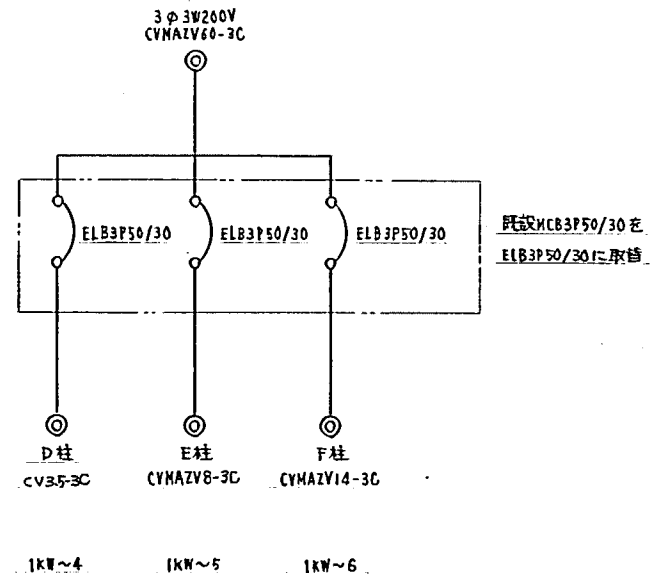 3φ3W200V
CVMAZV60-3C
ELB3P50/30 ELB3P50/30 ELB3P50/30
既設MCB3P50/30を
ELB3P50/30に取替
D柱 E柱 F柱
CV3.5-3C CVMAZV8-3C CVMAZV14-3C
1KW~4 1KW~5 1KW~6